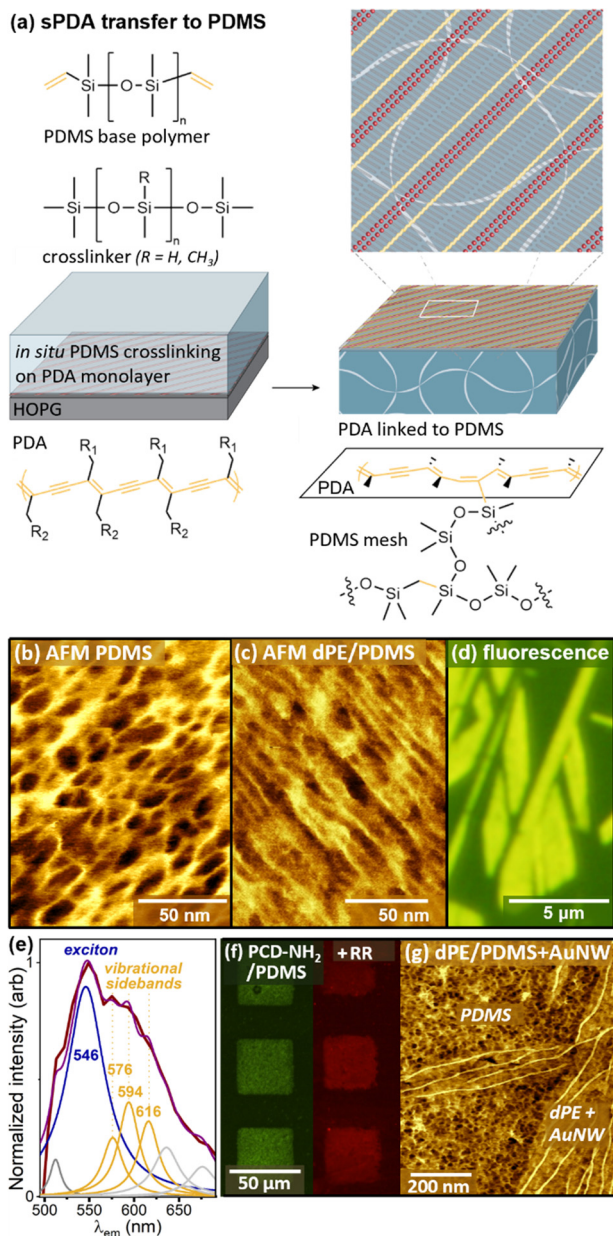 (a) sPDA transfer to PDMS
Si
O
Si
n
PDMS base polymer
R
Si
O
Si
O
Si
n
crosslinker (R = H, CH₃)
in situ PDMS crosslinking
on PDA monolayer
HOPG
PDA linked to PDMS
PDA
R₁
R₁
R₁
R₂
R₂
R₂
PDA
Si
O
Si
PDMS mesh
O
O
Si
Si
O
Si
O
(b) AFM PDMS
50 nm
(c) AFM dPE/PDMS
50 nm
(d) fluorescence
5 µm
(e)
exciton
vibrational
sidebands
546
576
594
616
1
0
Normalized intensity (arb)
500
550
600
650
λem (nm)
(f) PCD-NH₂
/PDMS
+RR
50 µm
(g) dPE/PDMS+AuNW
PDMS
dPE +
AuNW
200 nm